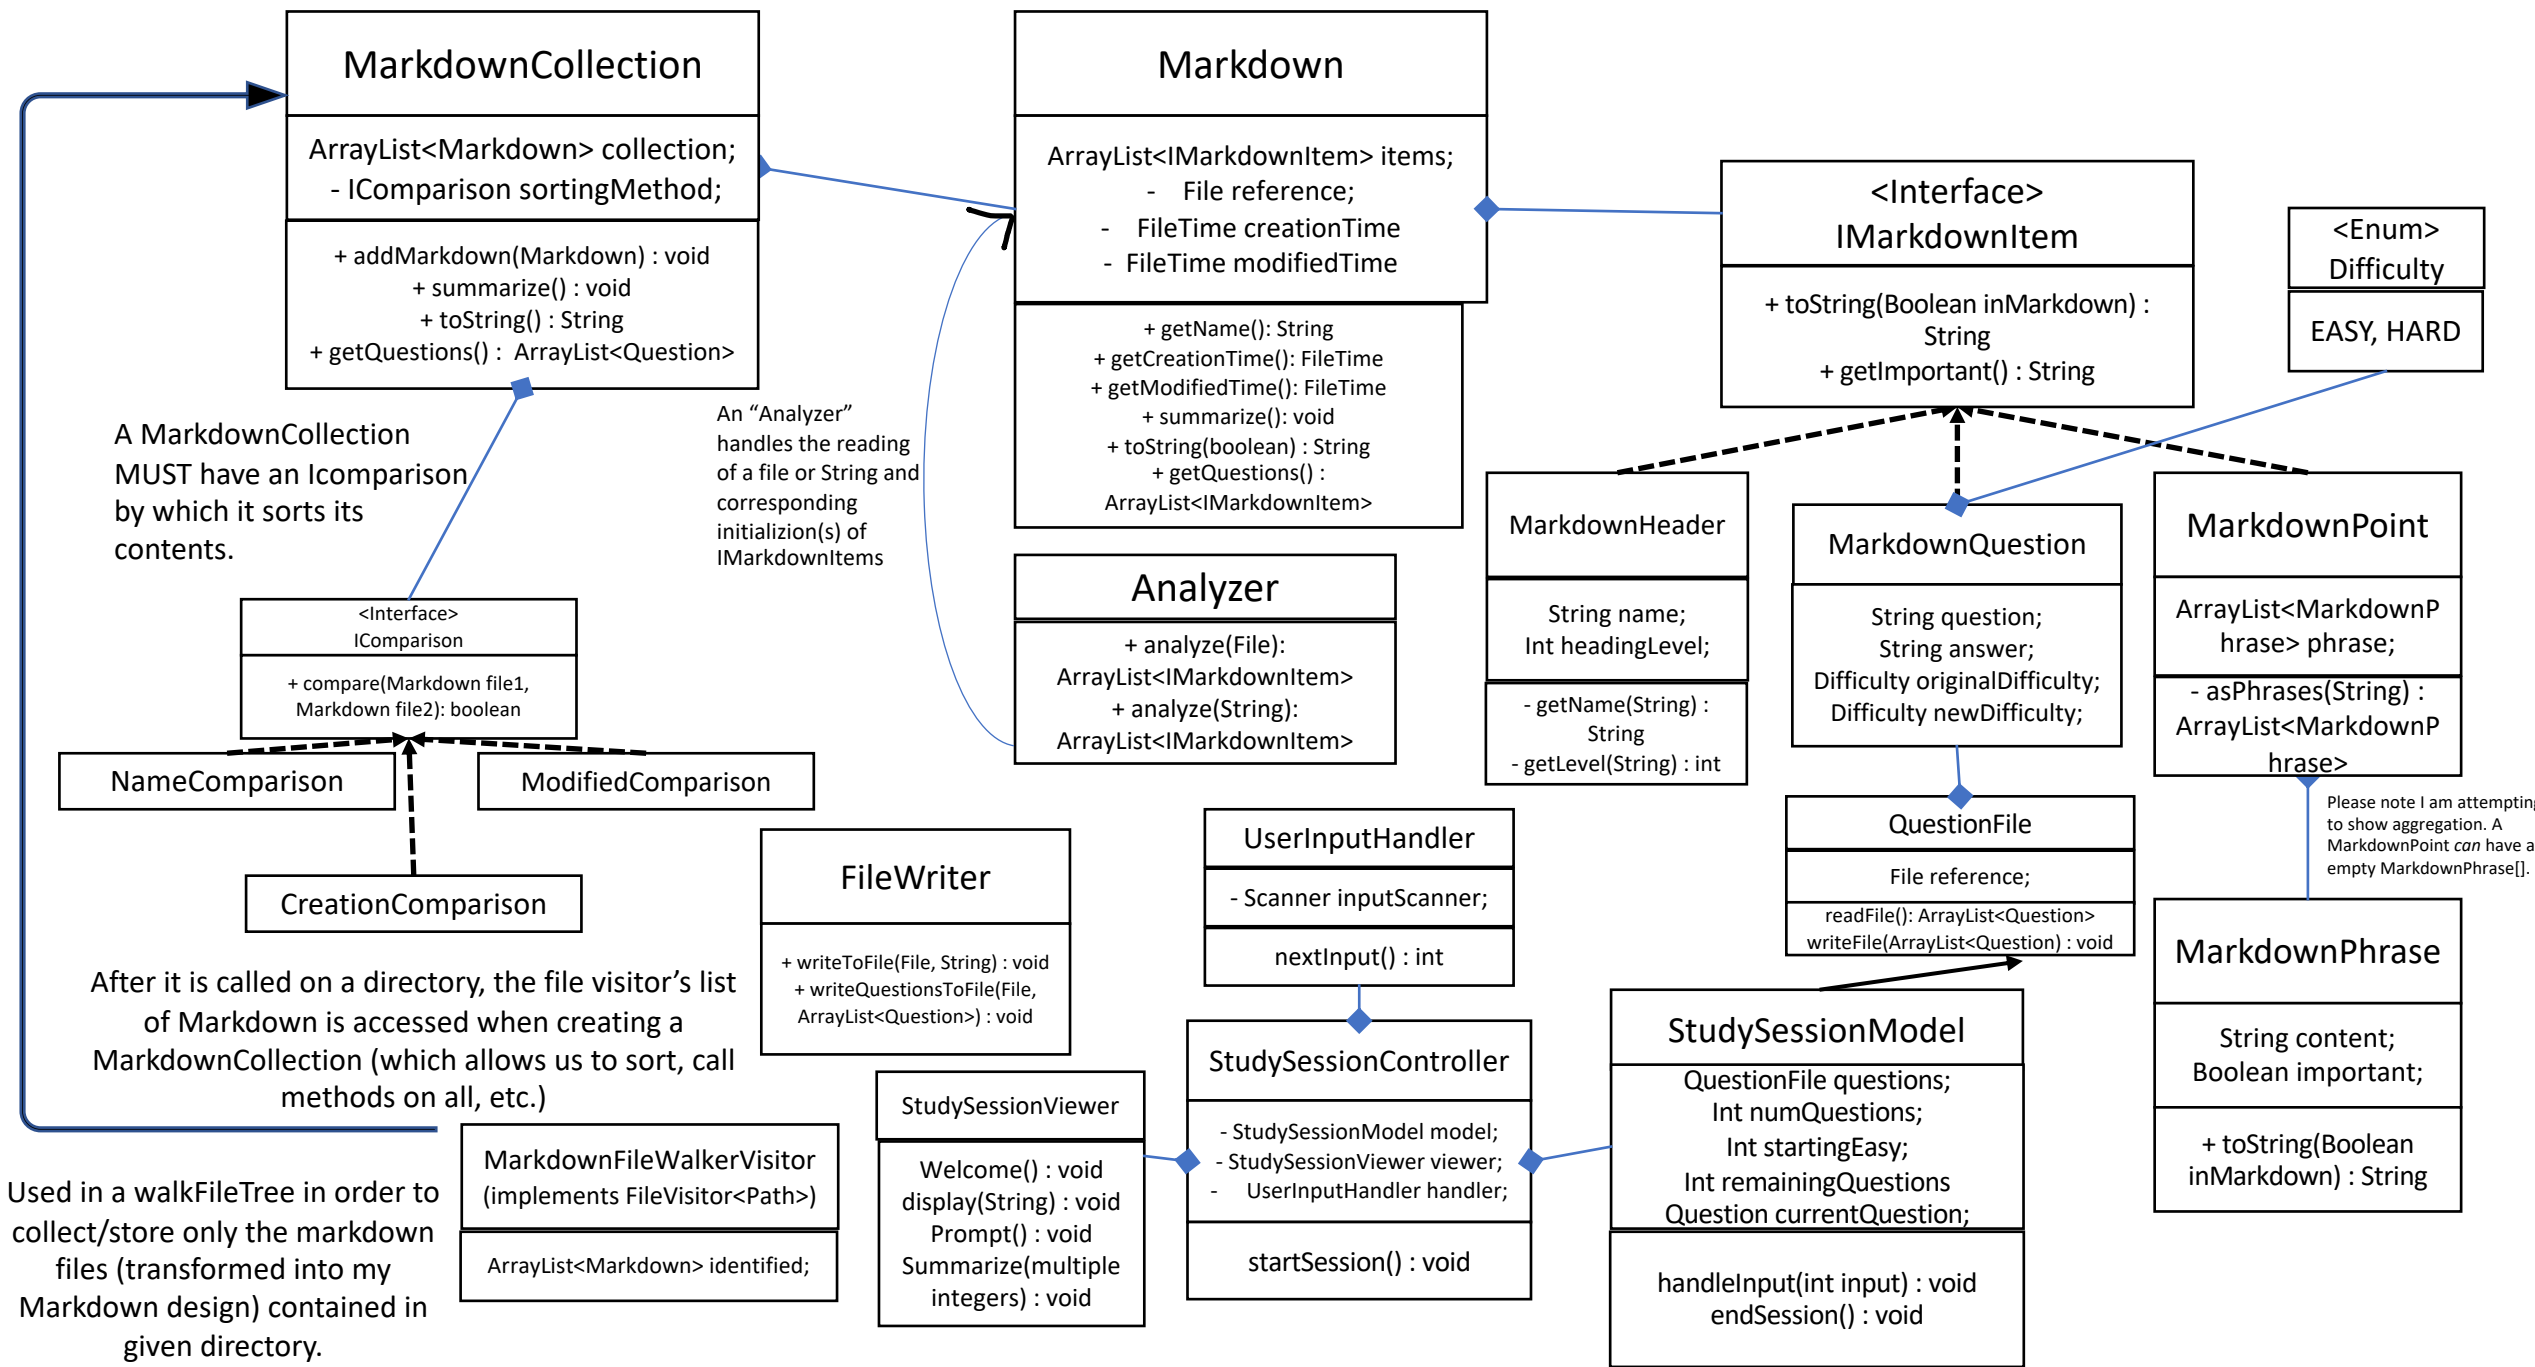 MarkdownCollection
ArrayList<Markdown> collection;
- IComparison sortingMethod;
+ addMarkdown(Markdown) : void
+ summarize() : void
+ toString() : String
+ getQuestions() :  ArrayList<Question>
Markdown
ArrayList<IMarkdownItem> items;
- File reference;
- FileTime creationTime
- FileTime modifiedTime
+ getName(): String
+ getCreationTime(): FileTime
+ getModifiedTime(): FileTime
+ summarize(): void
+ toString(boolean) : String
+ getQuestions() :
ArrayList<IMarkdownItem>
<Interface>
IMarkdownItem
+ toString(Boolean inMarkdown) :
String
+ getImportant() : String
<Enum>
Difficulty
EASY, HARD
A MarkdownCollection
MUST have an Icomparison
by which it sorts its
contents.
An “Analyzer”
handles the reading
of a file or String and
corresponding
initializion(s) of
IMarkdownItems
<Interface>
IComparison
+ compare(Markdown file1,
Markdown file2): boolean
NameComparison
ModifiedComparison
CreationComparison
Analyzer
+ analyze(File):
ArrayList<IMarkdownItem>
+ analyze(String):
ArrayList<IMarkdownItem>
MarkdownHeader
String name;
Int headingLevel;
- getName(String) :
String
- getLevel(String) : int
MarkdownQuestion
String question;
String answer;
Difficulty originalDifficulty;
Difficulty newDifficulty;
MarkdownPoint
ArrayList<MarkdownP
hrase> phrase;
- asPhrases(String) :
ArrayList<MarkdownP
hrase>
Please note I am attempting
to show aggregation. A
MarkdownPoint can have a
empty MarkdownPhrase[].
MarkdownPhrase
String content;
Boolean important;
+ toString(Boolean
inMarkdown) : String
QuestionFile
File reference;
readFile(): ArrayList<Question>
writeFile(ArrayList<Question) : void
FileWriter
+ writeToFile(File, String) : void
+ writeQuestionsToFile(File,
ArrayList<Question>) : void
UserInputHandler
- Scanner inputScanner;
nextInput() : int
After it is called on a directory, the file visitor’s list
of Markdown is accessed when creating a
MarkdownCollection (which allows us to sort, call
methods on all, etc.)
MarkdownFileWalkerVisitor
(implements FileVisitor<Path>)
ArrayList<Markdown> identified;
Used in a walkFileTree in order to
collect/store only the markdown
files (transformed into my
Markdown design) contained in
given directory.
StudySessionViewer
Welcome() : void
display(String) : void
Prompt() : void
Summarize(multiple
integers) : void
StudySessionController
- StudySessionModel model;
- StudySessionViewer viewer;
- UserInputHandler handler;
startSession() : void
StudySessionModel
QuestionFile questions;
Int numQuestions;
Int startingEasy;
Int remainingQuestions
Question currentQuestion;
handleInput(int input) : void
endSession() : void